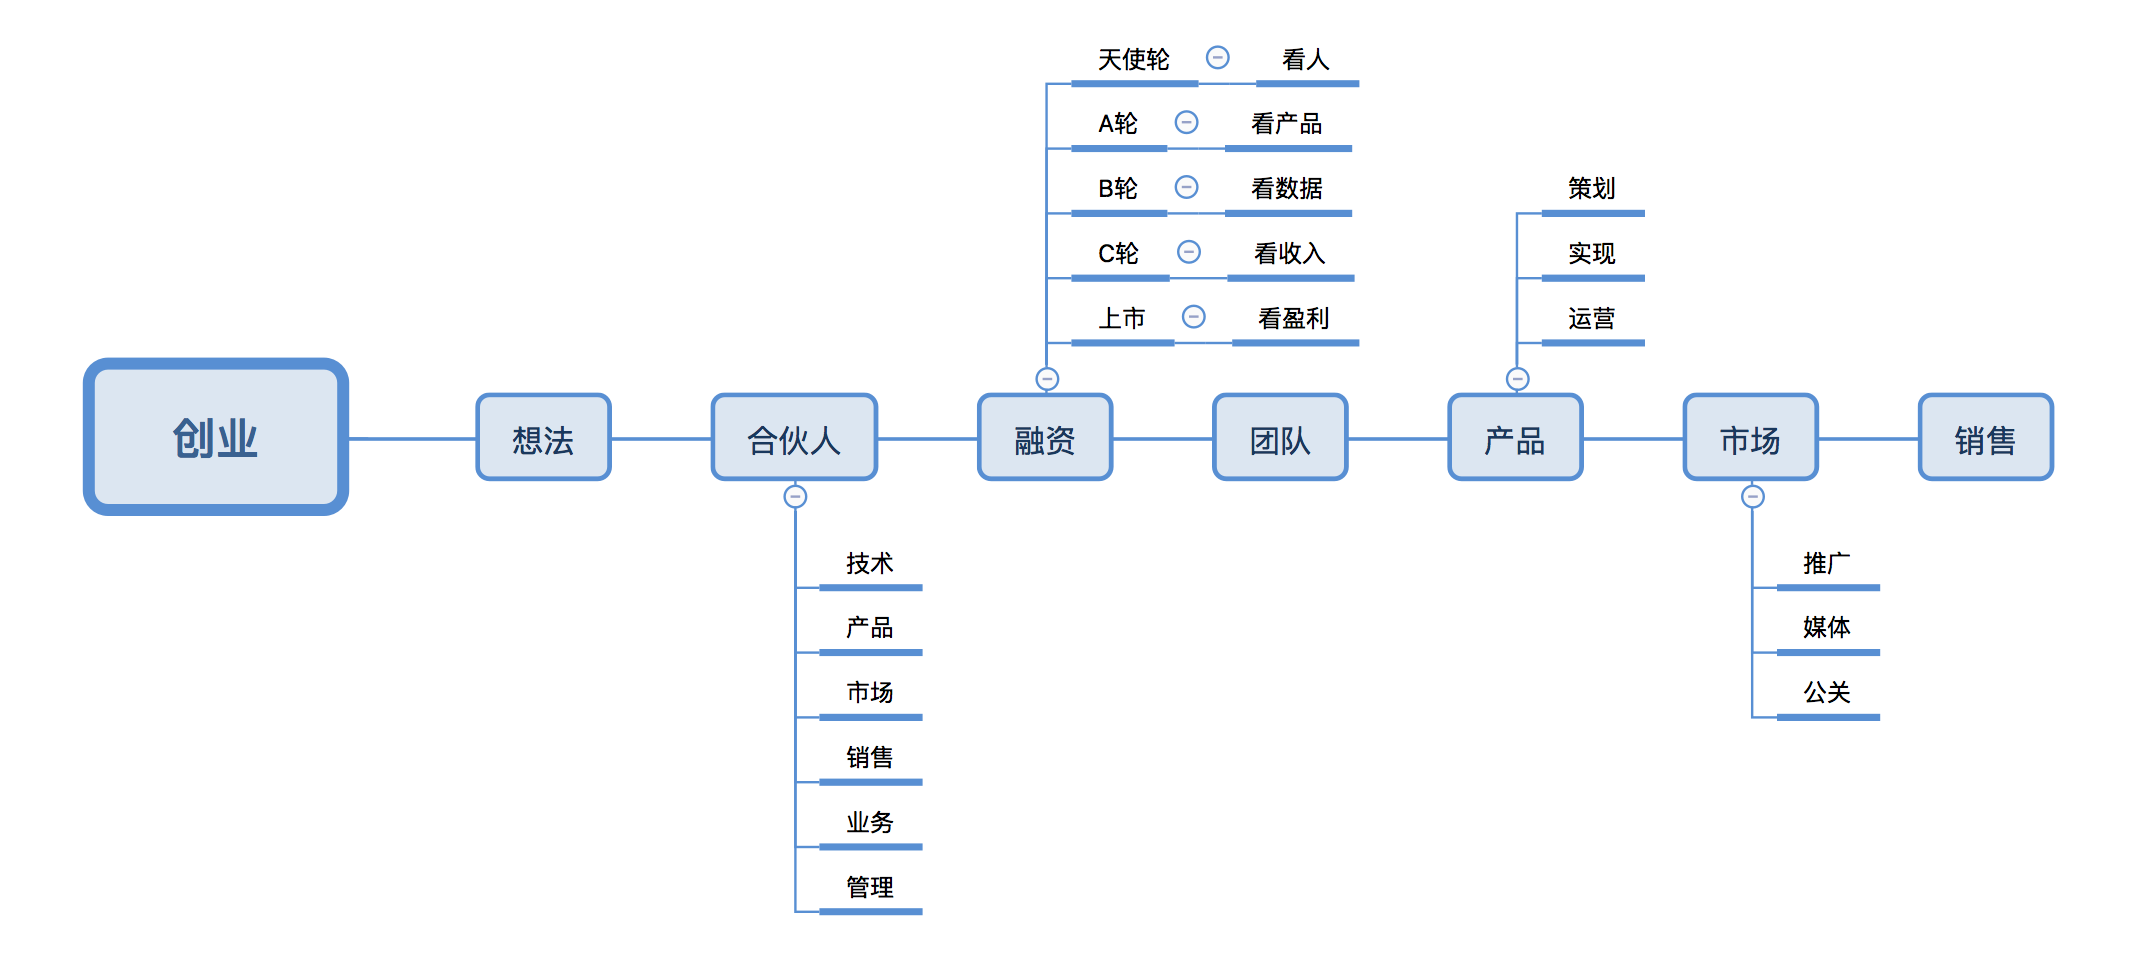 天使轮 看人
A轮 看产品
B轮 看数据
C轮 看收入
上市 看盈利
策划
实现
运营
创业 想法 合伙人 融资 团队 产品 市场 销售
技术
产品
市场
销售
业务
管理
推广
媒体
公关